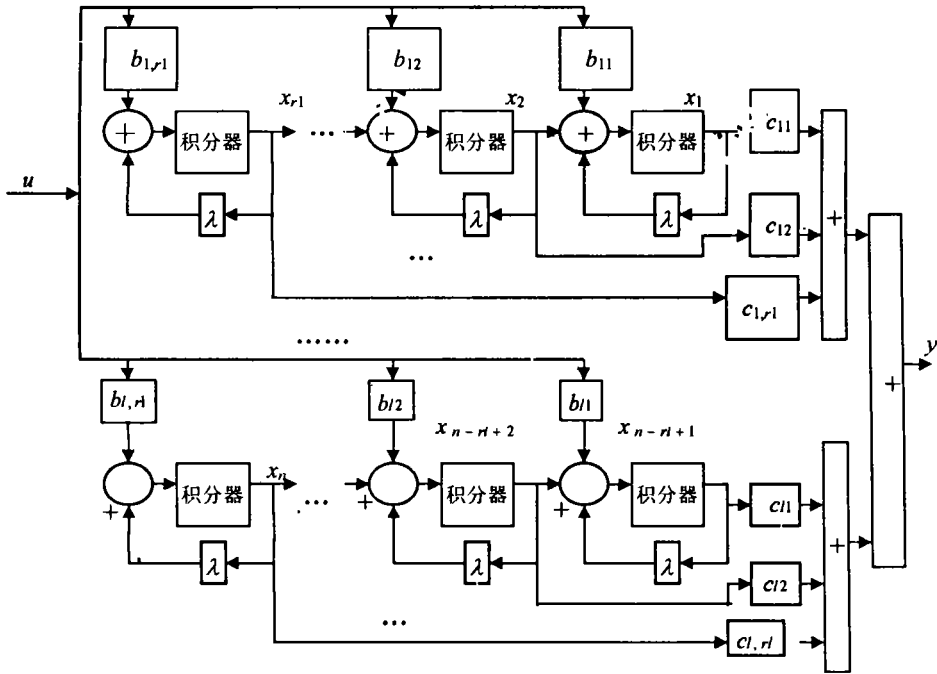 b1,r1 b12 b11
xr1 x2 x1
+ 积分器 … + 积分器 + 积分器 c11
u
λ λ λ c12 +
…
c1,r1
……
y
+
bl,rl bl2 bl1
xn−rl+2 xn−rl+1
xn
+ 积分器 … + 积分器 + 积分器 cl1
+
λ λ λ cl2
…
cl,rl